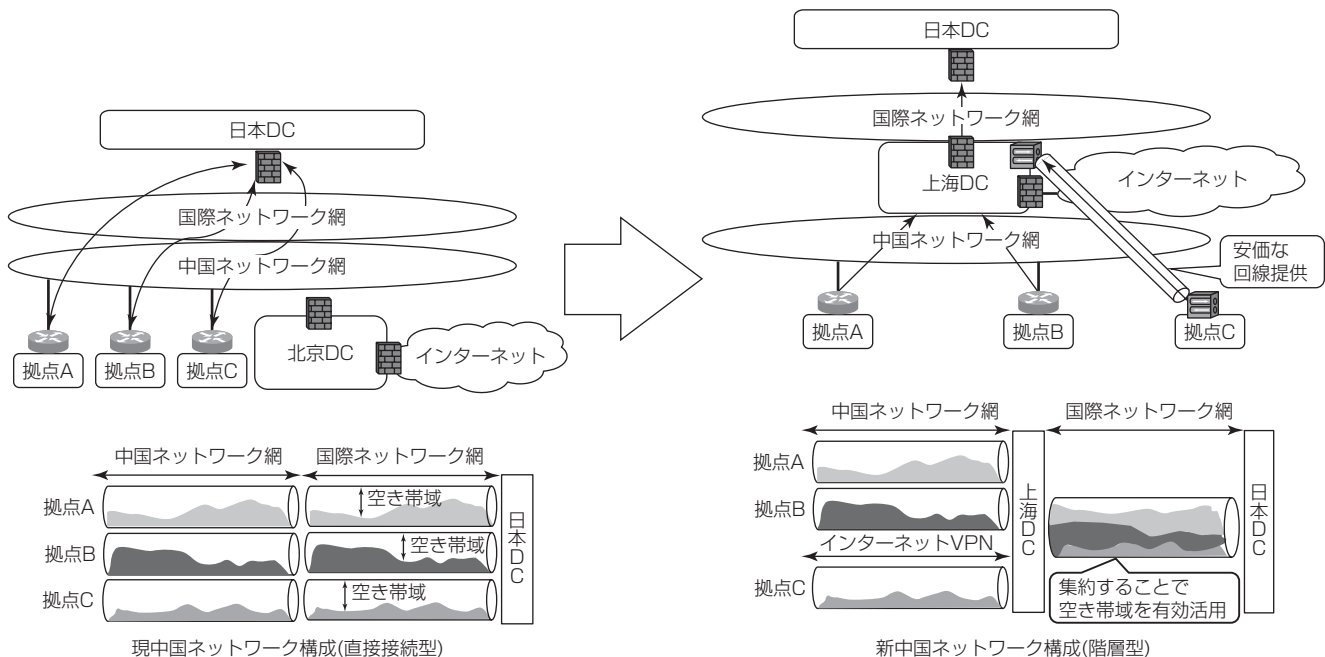 日本DC
国際ネットワーク網
中国ネットワーク網
拠点A
拠点B
拠点C
北京DC
インターネット
中国ネットワーク網
国際ネットワーク網
拠点A
空き帯域
拠点B
空き帯域
拠点C
空き帯域
日本DC
現中国ネットワーク構成(直接接続型)
日本DC
国際ネットワーク網
上海DC
インターネット
中国ネットワーク網
安価な
回線提供
拠点A
拠点B
拠点C
中国ネットワーク網
国際ネットワーク網
拠点A
拠点B
インターネットVPN
拠点C
上海DC
日本DC
集約することで
空き帯域を有効活用
新中国ネットワーク構成(階層型)